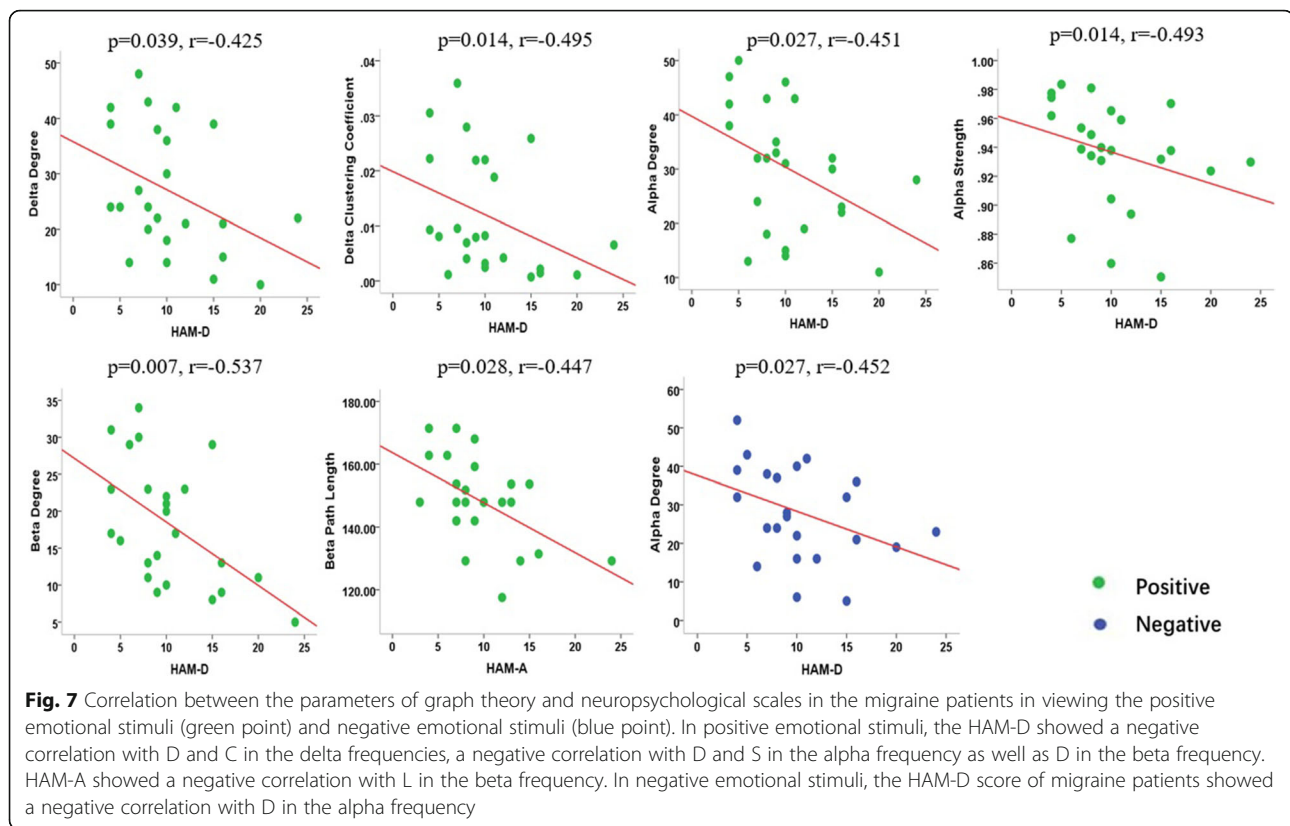 p=0.039, r=-0.425
50
40
30
20
10
Delta Degree
0 5 10 15 20 25
HAM-D
p=0.014, r=-0.495
.04
.03
.02
.01
.00
Delta Clustering Coefficient
0 5 10 15 20 25
HAM-D
p=0.027, r=-0.451
50
40
30
20
10
Alpha Degree
0 5 10 15 20 25
HAM-D
p=0.014, r=-0.493
1.00
.98
.96
.94
.92
.90
.88
.86
Alpha Strength
0 5 10 15 20 25
HAM-D
p=0.007, r=-0.537
35
30
25
20
15
10
5
Beta Degree
0 5 10 15 20 25
HAM-D
p=0.028, r=-0.447
180.00
160.00
140.00
120.00
Beta Path Length
0 5 10 15 20 25
HAM-A
p=0.027, r=-0.452
60
50
40
30
20
10
0
Alpha Degree
0 5 10 15 20 25
HAM-D
Positive
Negative
Fig. 7 Correlation between the parameters of graph theory and neuropsychological scales in the migraine patients in viewing the positive
emotional stimuli (green point) and negative emotional stimuli (blue point). In positive emotional stimuli, the HAM-D showed a negative
correlation with D and C in the delta frequencies, a negative correlation with D and S in the alpha frequency as well as D in the beta frequency.
HAM-A showed a negative correlation with L in the beta frequency. In negative emotional stimuli, the HAM-D score of migraine patients showed
a negative correlation with D in the alpha frequency